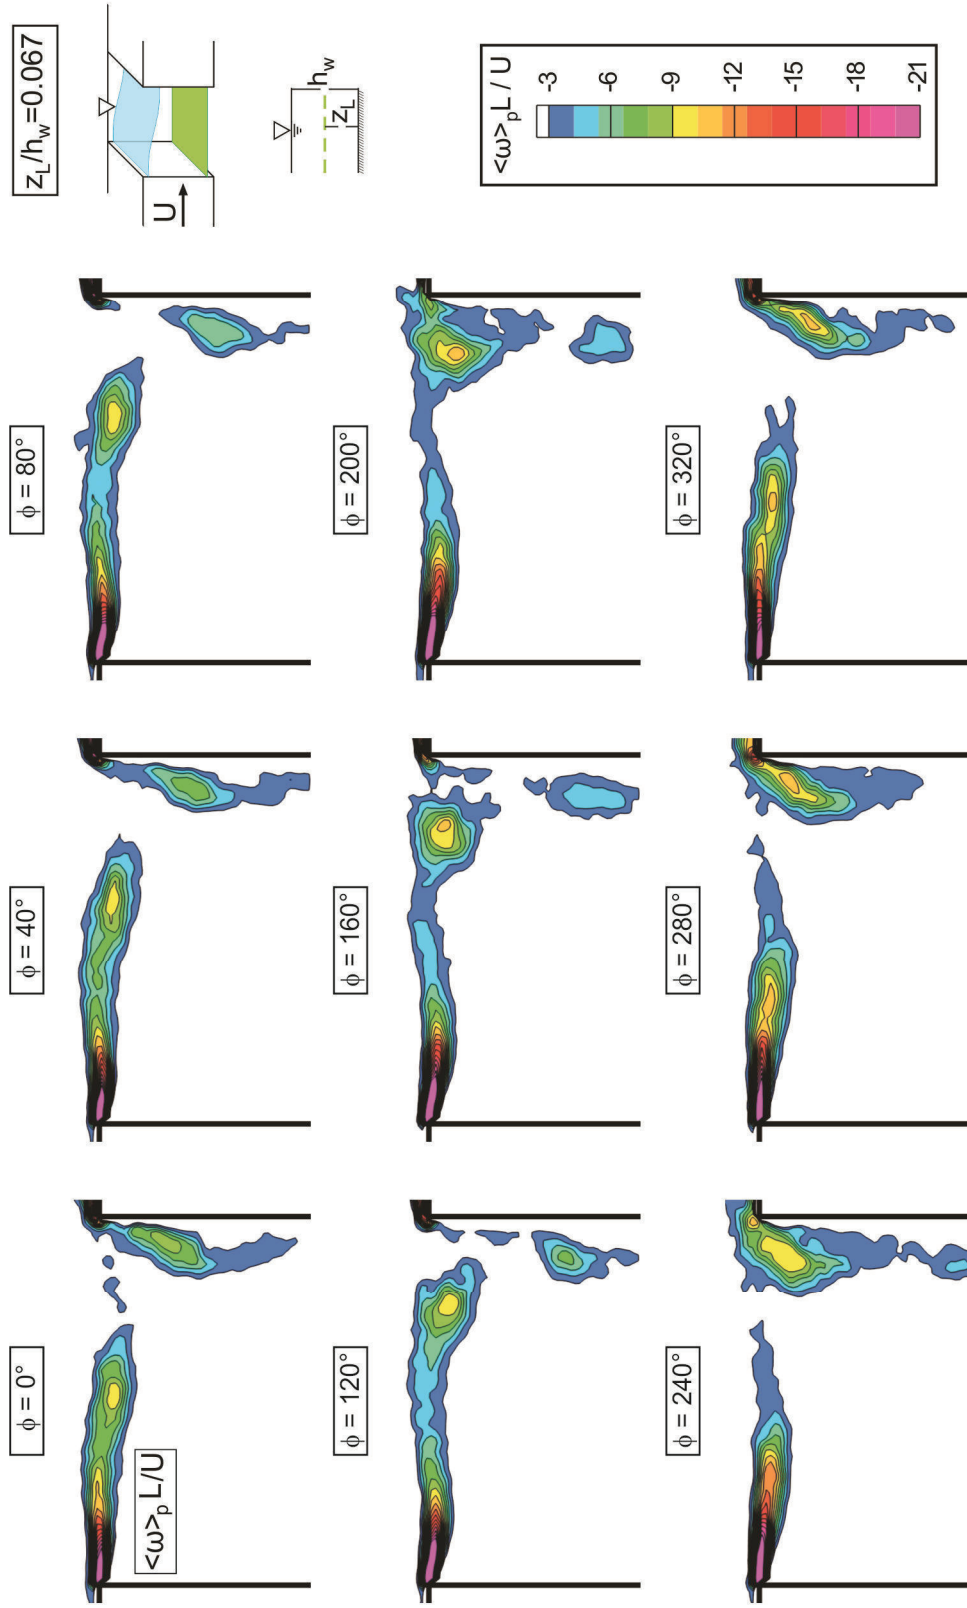 z_L/h_w=0.067
U
h_w
z_L
<ω>_p L / U
-3
-6
-9
-12
-15
-18
-21
ϕ = 0°
ϕ = 40°
ϕ = 80°
<ω>_p L/U
ϕ = 120°
ϕ = 160°
ϕ = 200°
ϕ = 240°
ϕ = 280°
ϕ = 320°